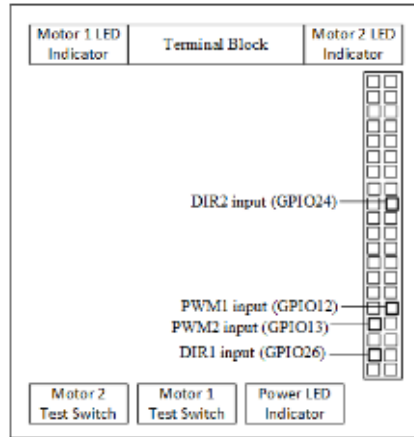 Motor 1 LED
Indicator
Terminal Block
Motor 2 LED
Indicator
DIR2 input (GPIO24)
PWM1 input (GPIO12)
PWM2 input (GPIO13)
DIR1 input (GPIO26)
Motor 2
Test Switch
Motor 1
Test Switch
Power LED
Indicator